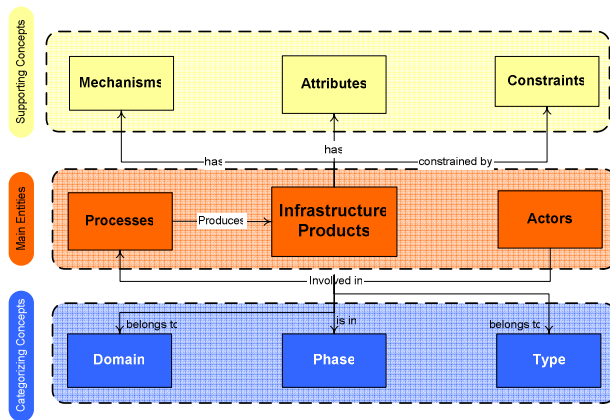 Supporting Concepts
Mechanisms
Attributes
Constraints
has
has
constrained by
Main Entities
Processes
Produces
Infrastructure
Products
Actors
Involved in
Categorizing Concepts
belongs to
is in
belongs to
Domain
Phase
Type